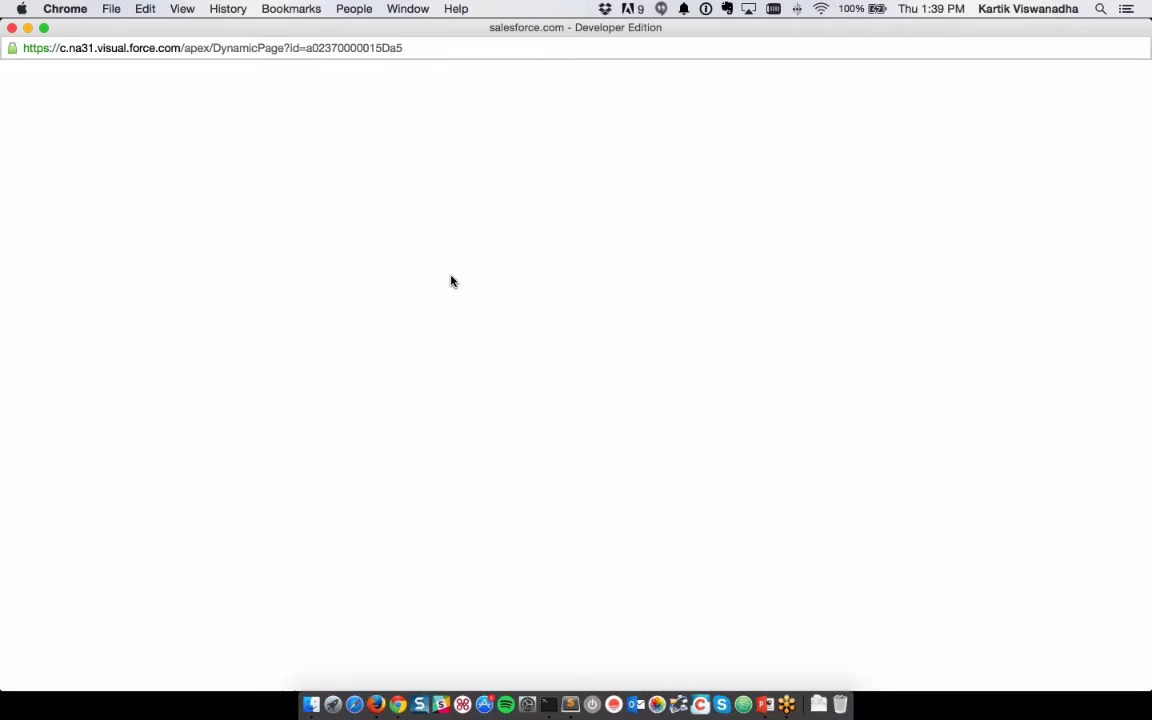 Chrome File Edit View History Bookmarks People Window Help 9 100% Thu 1:39 PM Kartik Viswanadha
salesforce.com - Developer Edition
https://c.na31.visual.force.com/apex/DynamicPage?id=a02370000015Da5